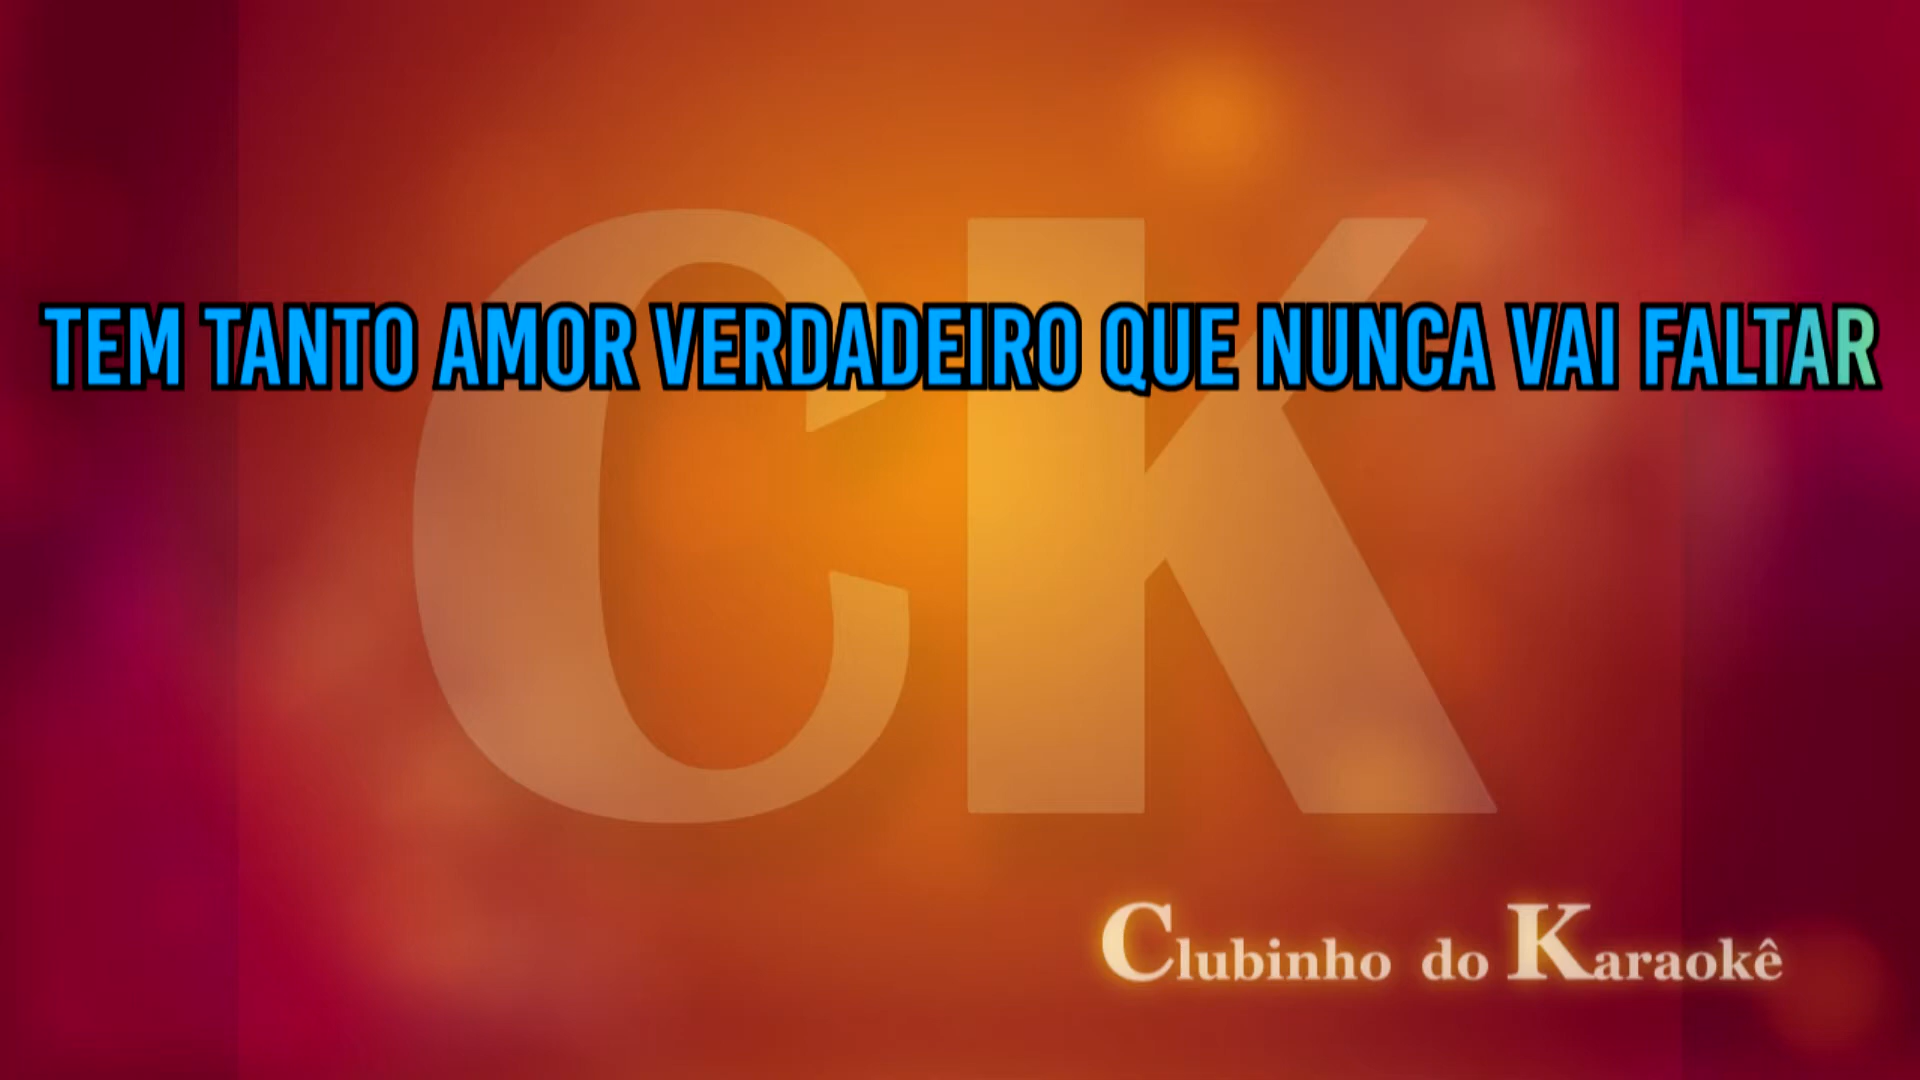 CK
TEM TANTO AMOR VERDADEIRO QUE NUNCA VAI FALTAR
Clubinho do Karaokê